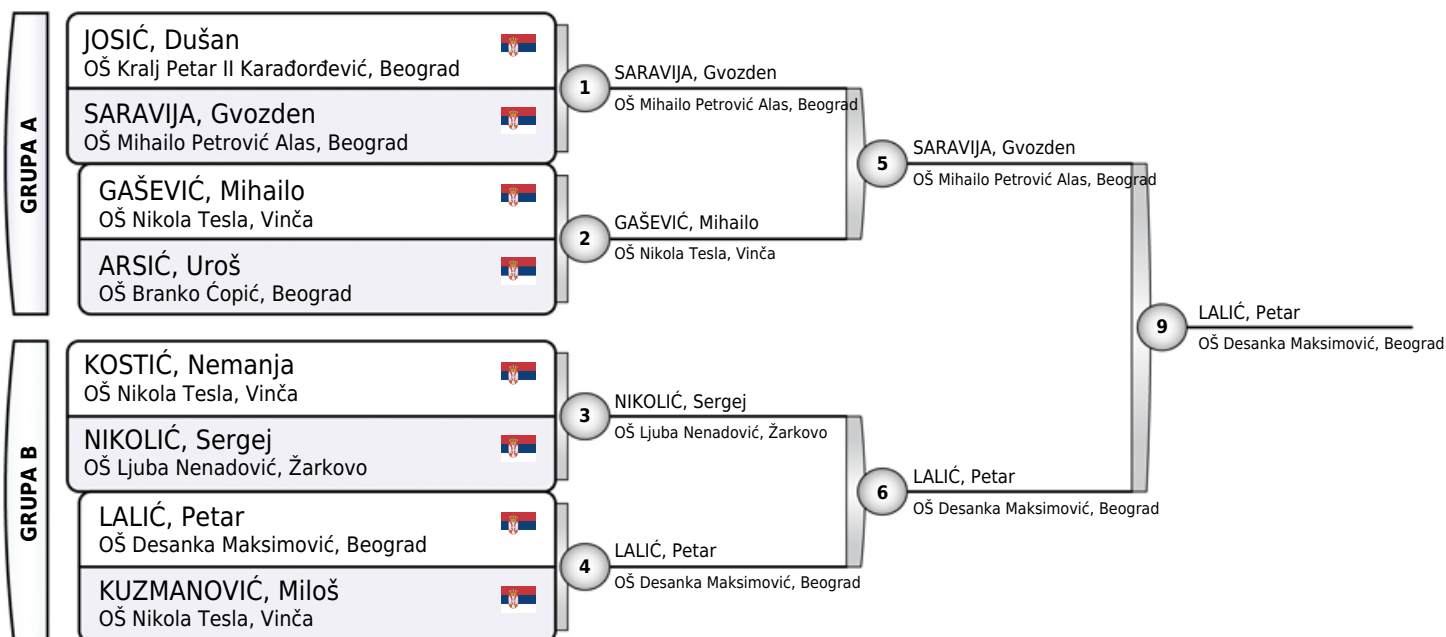 GRUPA A
JOSIĆ, Dušan
OŠ Kralj Petar II Karađorđević, Beograd
SARAVIJA, Gvozden
OŠ Mihailo Petrović Alas, Beograd
GAŠEVIĆ, Mihailo
OŠ Nikola Tesla, Vinča
ARSIĆ, Uroš
OŠ Branko Ćopić, Beograd
GRUPA B
KOSTIĆ, Nemanja
OŠ Nikola Tesla, Vinča
NIKOLIĆ, Sergej
OŠ Ljuba Nenadović, Žarkovo
LALIĆ, Petar
OŠ Desanka Maksimović, Beograd
KUZMANOVIĆ, Miloš
OŠ Nikola Tesla, Vinča
1
SARAVIJA, Gvozden
OŠ Mihailo Petrović Alas, Beograd
2
GAŠEVIĆ, Mihailo
OŠ Nikola Tesla, Vinča
3
NIKOLIĆ, Sergej
OŠ Ljuba Nenadović, Žarkovo
4
LALIĆ, Petar
OŠ Desanka Maksimović, Beograd
5
SARAVIJA, Gvozden
OŠ Mihailo Petrović Alas, Beograd
6
LALIĆ, Petar
OŠ Desanka Maksimović, Beograd
9
LALIĆ, Petar
OŠ Desanka Maksimović, Beograd